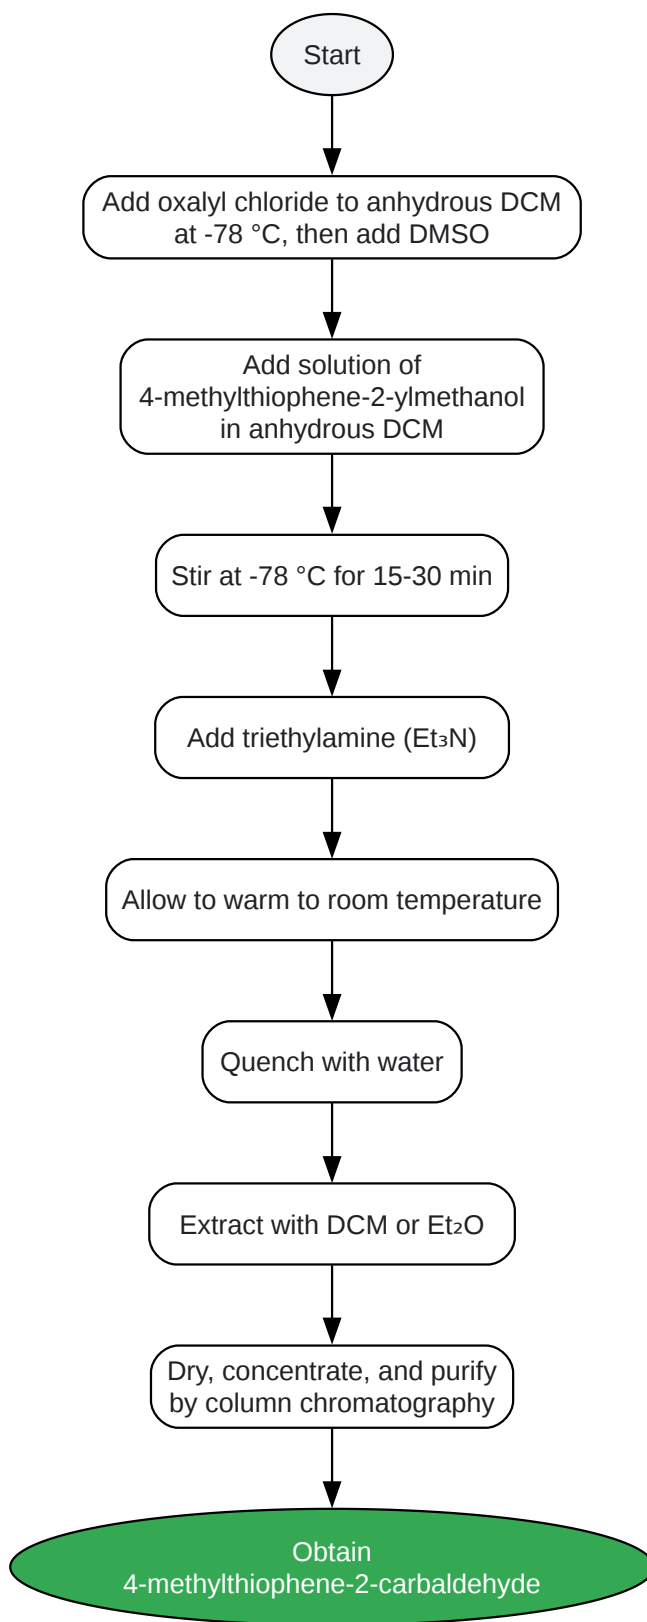 Start
Add oxalyl chloride to anhydrous DCM
at -78 °C, then add DMSO
Add solution of
4-methylthiophene-2-ylmethanol
in anhydrous DCM
Stir at -78 °C for 15-30 min
Add triethylamine (Et₃N)
Allow to warm to room temperature
Quench with water
Extract with DCM or Et₂O
Dry, concentrate, and purify
by column chromatography
Obtain
4-methylthiophene-2-carbaldehyde